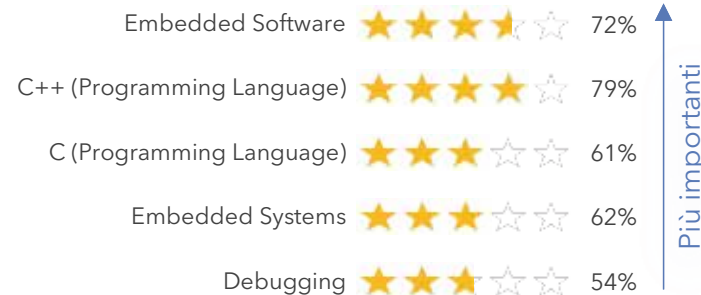 Embedded Software 72%
C++ (Programming Language) 79%
C (Programming Language) 61%
Embedded Systems 62%
Debugging 54%
Più importanti